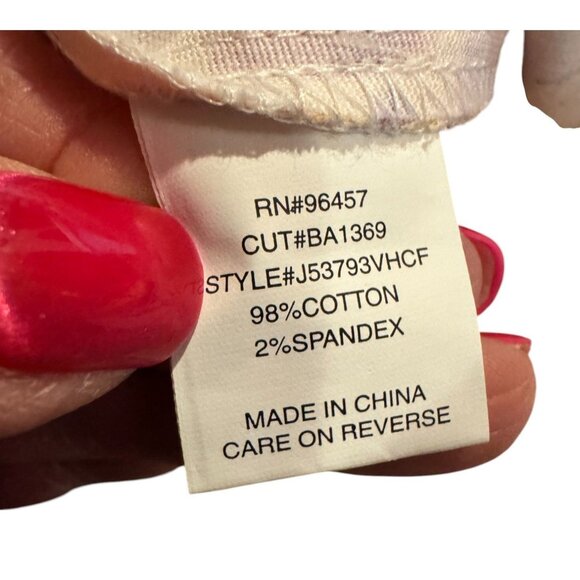 RN#96457
CUT#BA1369
STYLE#J53793VHCF
98%COTTON
2%SPANDEX
MADE IN CHINA
CARE ON REVERSE